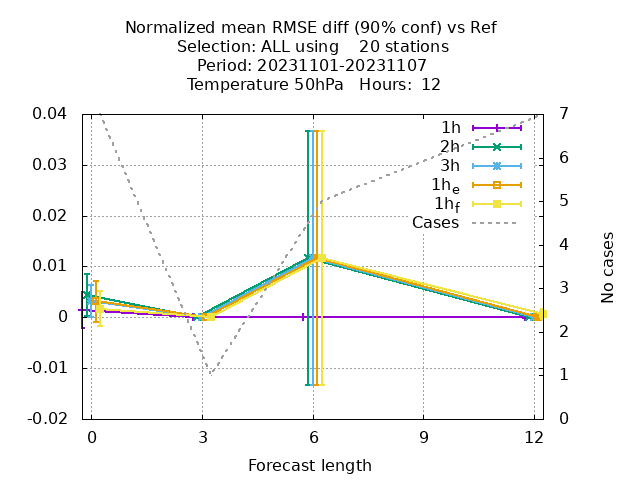 Normalized mean RMSE diff (90% conf) vs Ref
Selection: ALL using    20 stations
Period: 20231101-20231107
Temperature 50hPa   Hours:  12
0.04
0.03
0.02
0.01
0
-0.01
-0.02
7
6
5
4
3
2
1
0
1h
2h
3h
1h_e
1h_f
Cases
No cases
0 3 6 9 12
Forecast length